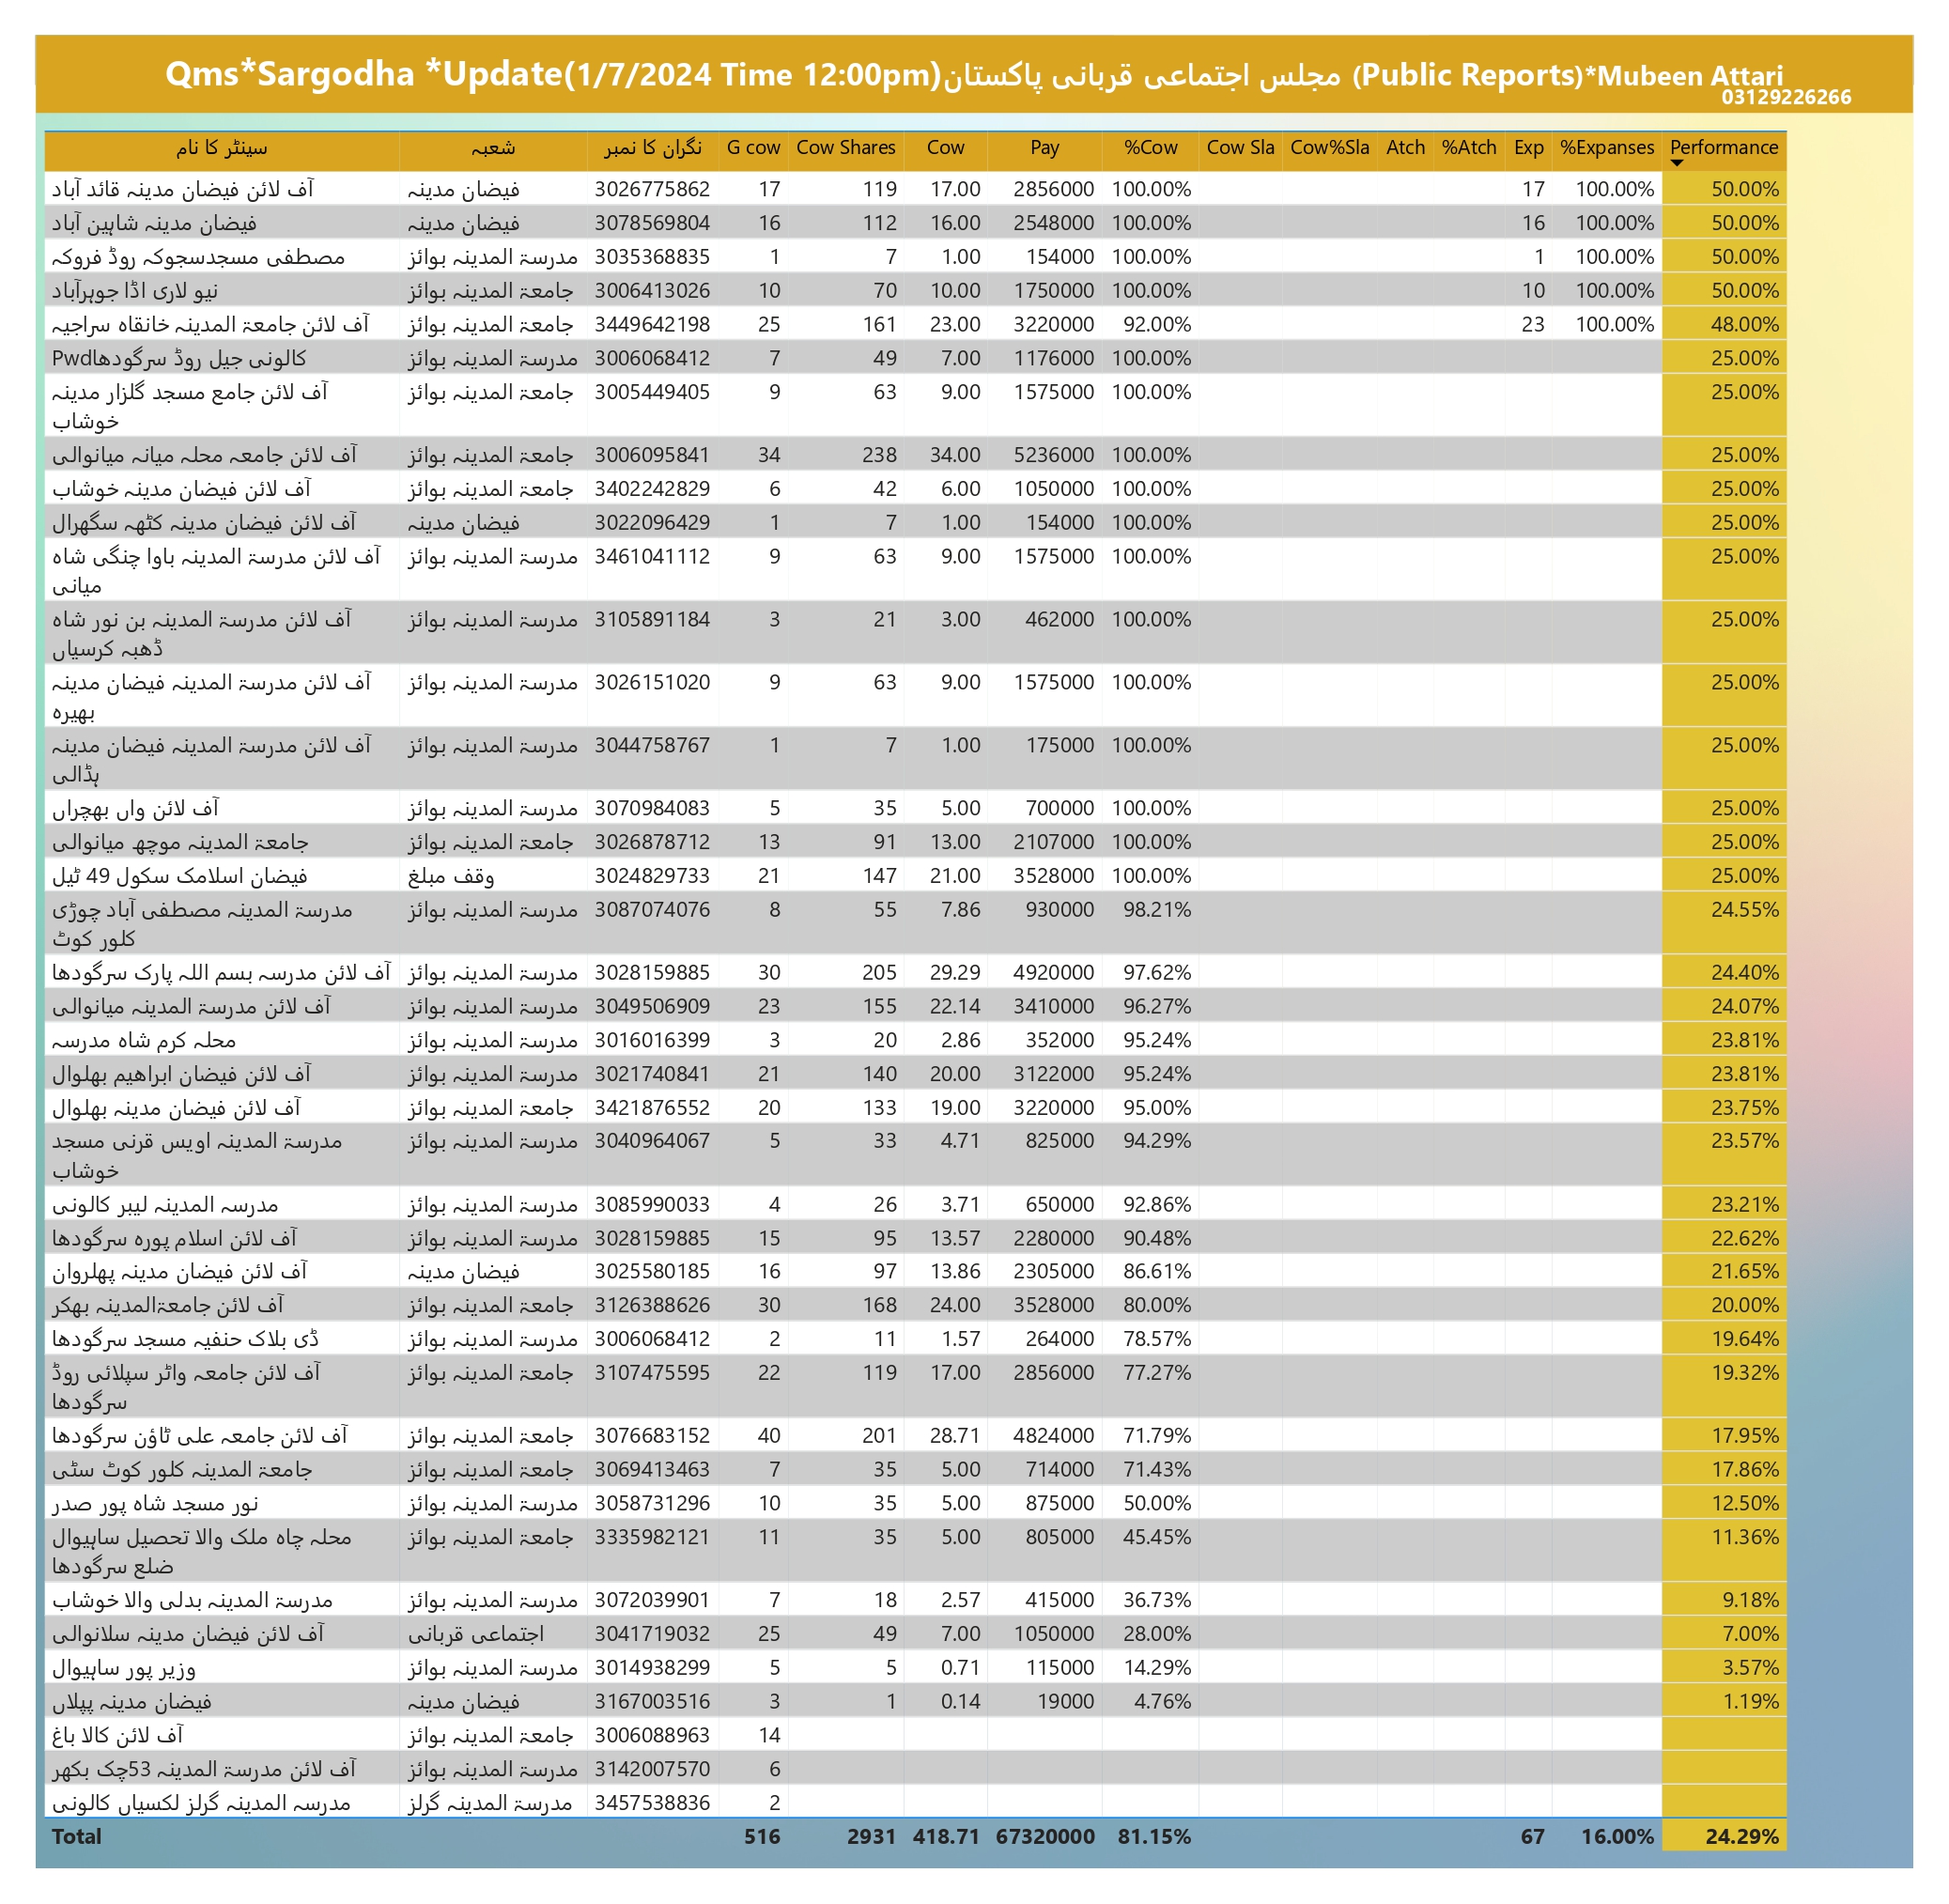 Qms*Sargodha *Update(1/7/2024 Time 12:00pm)مجلس اجتماعی قربانی پاکستان (Public Reports)*Mubeen Attari
03129226266
سینٹر کا نام شعبہ نگران کا نمبر G cow Cow Shares Cow Pay %Cow Cow Sla Cow%Sla Atch %Atch Exp %Expanses Performance
آف لائن فیضان مدینہ قائد آباد فیضان مدینہ 3026775862 17 119 17.00 2856000 100.00% 17 100.00% 50.00%
فیضان مدینہ شاہین آباد فیضان مدینہ 3078569804 16 112 16.00 2548000 100.00% 16 100.00% 50.00%
مصطفی مسجدسجوکہ روڈ فروکہ مدرسۃ المدینہ بوائز 3035368835 1 7 1.00 154000 100.00% 1 100.00% 50.00%
نیو لاری اڈا جوہرآباد جامعۃ المدینہ بوائز 3006413026 10 70 10.00 1750000 100.00% 10 100.00% 50.00%
آف لائن جامعۃ المدینہ خانقاہ سراجیہ جامعۃ المدینہ بوائز 3449642198 25 161 23.00 3220000 92.00% 23 100.00% 48.00%
Pwdکالونی جیل روڈ سرگودھا مدرسۃ المدینہ بوائز 3006068412 7 49 7.00 1176000 100.00% 25.00%
آف لائن جامع مسجد گلزار مدینہ جامعۃ المدینہ بوائز 3005449405 9 63 9.00 1575000 100.00% 25.00%
خوشاب
آف لائن جامعہ محلہ میانہ میانوالی جامعۃ المدینہ بوائز 3006095841 34 238 34.00 5236000 100.00% 25.00%
آف لائن فیضان مدینہ خوشاب جامعۃ المدینہ بوائز 3402242829 6 42 6.00 1050000 100.00% 25.00%
آف لائن فیضان مدینہ کٹھہ سگھرال فیضان مدینہ 3022096429 1 7 1.00 154000 100.00% 25.00%
آف لائن مدرسۃ المدینہ باوا چنگی شاہ مدرسۃ المدینہ بوائز 3461041112 9 63 9.00 1575000 100.00% 25.00%
میانی
آف لائن مدرسۃ المدینہ بن نور شاہ مدرسۃ المدینہ بوائز 3105891184 3 21 3.00 462000 100.00% 25.00%
ڈھبہ کرسیاں
آف لائن مدرسۃ المدینہ فیضان مدینہ مدرسۃ المدینہ بوائز 3026151020 9 63 9.00 1575000 100.00% 25.00%
بھیرہ
آف لائن مدرسۃ المدینہ فیضان مدینہ مدرسۃ المدینہ بوائز 3044758767 1 7 1.00 175000 100.00% 25.00%
ہڈالی
آف لائن واں بھچراں مدرسۃ المدینہ بوائز 3070984083 5 35 5.00 700000 100.00% 25.00%
جامعۃ المدینہ موچھ میانوالی جامعۃ المدینہ بوائز 3026878712 13 91 13.00 2107000 100.00% 25.00%
فیضان اسلامک سکول 49 ٹیل وقف مبلغ 3024829733 21 147 21.00 3528000 100.00% 25.00%
مدرسۃ المدینہ مصطفی آباد چوڑی مدرسۃ المدینہ بوائز 3087074076 8 55 7.86 930000 98.21% 24.55%
کلور کوٹ
آف لائن مدرسہ بسم اللہ پارک سرگودھا مدرسۃ المدینہ بوائز 3028159885 30 205 29.29 4920000 97.62% 24.40%
آف لائن مدرسۃ المدینہ میانوالی مدرسۃ المدینہ بوائز 3049506909 23 155 22.14 3410000 96.27% 24.07%
محلہ کرم شاہ مدرسہ مدرسۃ المدینہ بوائز 3016016399 3 20 2.86 352000 95.24% 23.81%
آف لائن فیضان ابراھیم بھلوال مدرسۃ المدینہ بوائز 3021740841 21 140 20.00 3122000 95.24% 23.81%
آف لائن فیضان مدینہ بھلوال جامعۃ المدینہ بوائز 3421876552 20 133 19.00 3220000 95.00% 23.75%
مدرسۃ المدینہ اویس قرنی مسجد مدرسۃ المدینہ بوائز 3040964067 5 33 4.71 825000 94.29% 23.57%
خوشاب
مدرسہ المدینہ لیبر کالونی مدرسۃ المدینہ بوائز 3085990033 4 26 3.71 650000 92.86% 23.21%
آف لائن اسلام پورہ سرگودھا مدرسۃ المدینہ بوائز 3028159885 15 95 13.57 2280000 90.48% 22.62%
آف لائن فیضان مدینہ پھلروان فیضان مدینہ 3025580185 16 97 13.86 2305000 86.61% 21.65%
آف لائن جامعۃالمدینہ بھکر جامعۃ المدینہ بوائز 3126388626 30 168 24.00 3528000 80.00% 20.00%
ڈی بلاک حنفیہ مسجد سرگودھا مدرسۃ المدینہ بوائز 3006068412 2 11 1.57 264000 78.57% 19.64%
آف لائن جامعہ واٹر سپلائی روڈ جامعۃ المدینہ بوائز 3107475595 22 119 17.00 2856000 77.27% 19.32%
سرگودھا
آف لائن جامعہ علی ٹاؤن سرگودھا جامعۃ المدینہ بوائز 3076683152 40 201 28.71 4824000 71.79% 17.95%
جامعۃ المدینہ کلور کوٹ سٹی جامعۃ المدینہ بوائز 3069413463 7 35 5.00 714000 71.43% 17.86%
نور مسجد شاہ پور صدر مدرسۃ المدینہ بوائز 3058731296 10 35 5.00 875000 50.00% 12.50%
محلہ چاہ ملک والا تحصیل ساہیوال جامعۃ المدینہ بوائز 3335982121 11 35 5.00 805000 45.45% 11.36%
ضلع سرگودھا
مدرسۃ المدینہ بدلی والا خوشاب مدرسۃ المدینہ بوائز 3072039901 7 18 2.57 415000 36.73% 9.18%
آف لائن فیضان مدینہ سلانوالی اجتماعی قربانی 3041719032 25 49 7.00 1050000 28.00% 7.00%
وزیر پور ساہیوال مدرسۃ المدینہ بوائز 3014938299 5 5 0.71 115000 14.29% 3.57%
فیضان مدینہ پپلاں فیضان مدینہ 3167003516 3 1 0.14 19000 4.76% 1.19%
آف لائن کالا باغ جامعۃ المدینہ بوائز 3006088963 14
آف لائن مدرسۃ المدینہ 53چک بکھر مدرسۃ المدینہ بوائز 3142007570 6
مدرسہ المدینہ گرلز لکسیاں کالونی مدرسۃ المدینہ گرلز 3457538836 2
Total 516 2931 418.71 67320000 81.15% 67 16.00% 24.29%